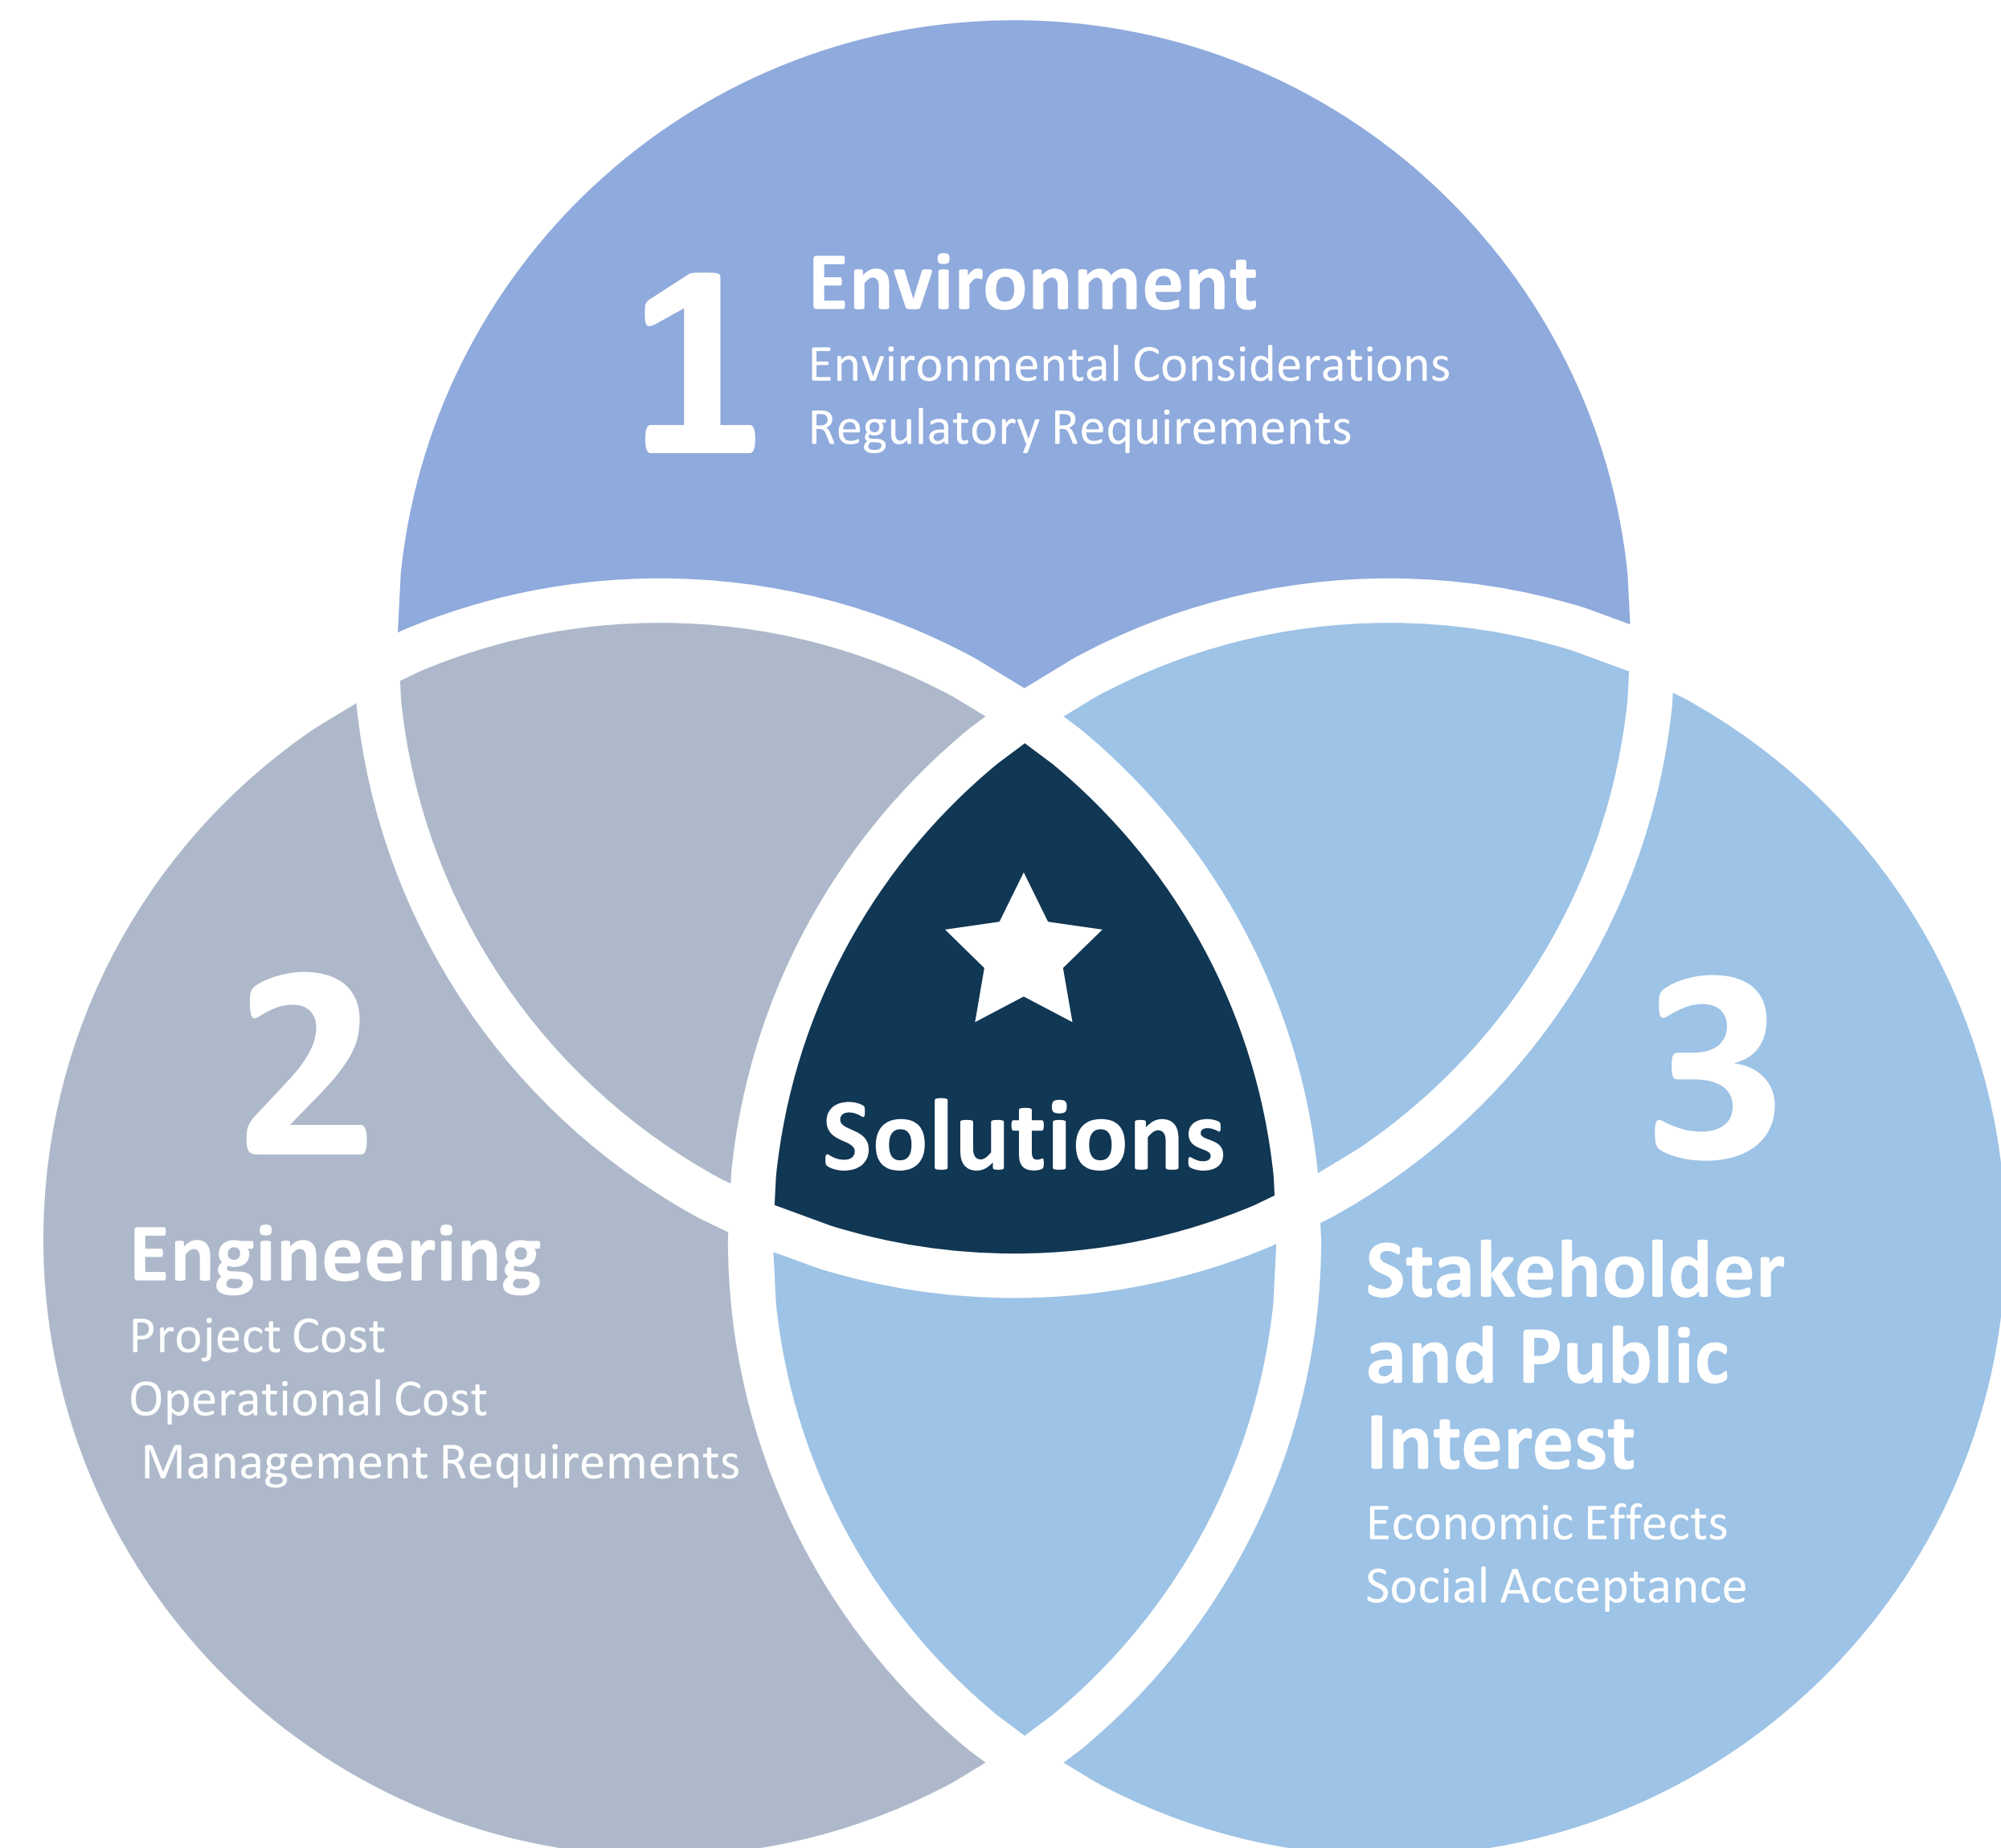 1
Environment
Environmental Considerations
Regulatory Requirements
Solutions
2
Engineering
Project Cost
Operational Cost
Management Requirements
3
Stakeholder
and Public
Interest
Economic Effects
Social Acceptance